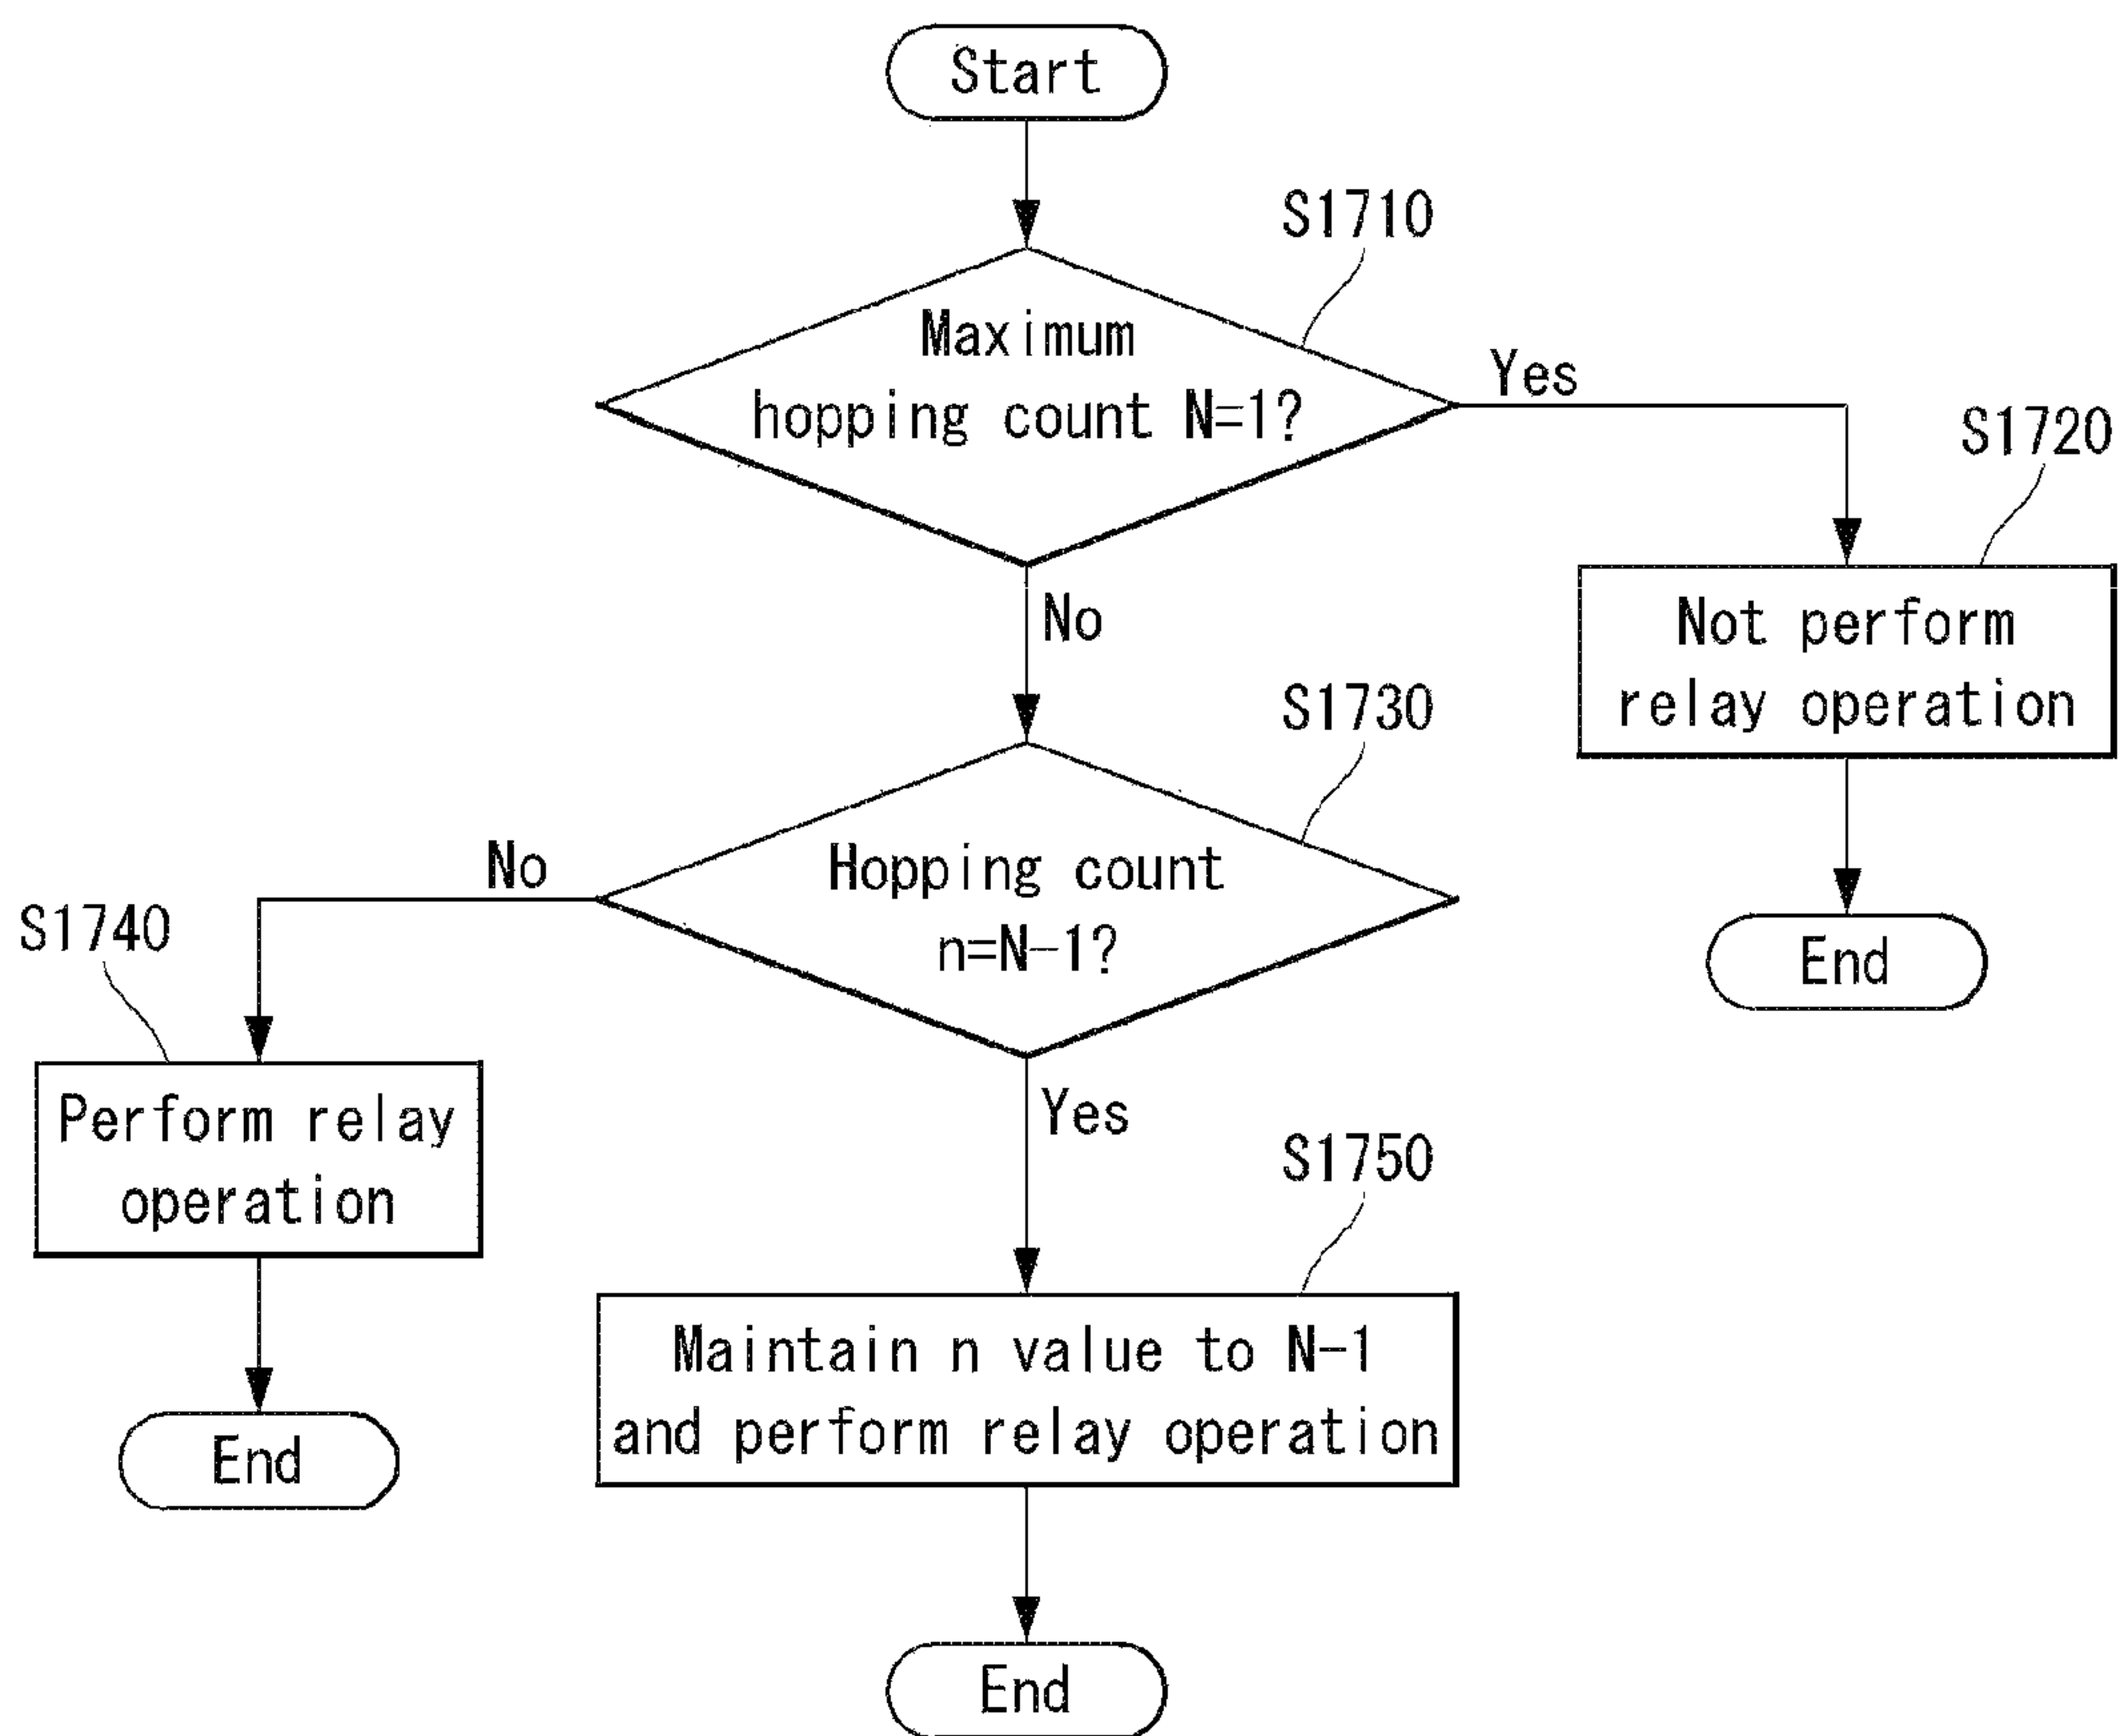 Start
S1710
Maximum
hopping count N=1?
Yes
S1720
Not perform
relay operation
End
No
S1730
Hopping count
n=N-1?
No
S1740
Perform relay
operation
End
Yes
S1750
Maintain n value to N-1
and perform relay operation
End